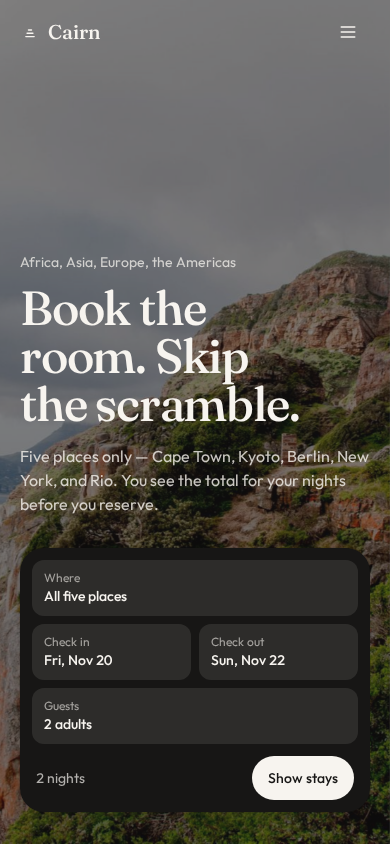 Cairn
Africa, Asia, Europe, the Americas
Book the
room. Skip
the scramble.
Five places only — Cape Town, Kyoto, Berlin, New
York, and Rio. You see the total for your nights
before you reserve.
Where
All five places
Check in
Fri, Nov 20
Check out
Sun, Nov 22
Guests
2 adults
2 nights
Show stays